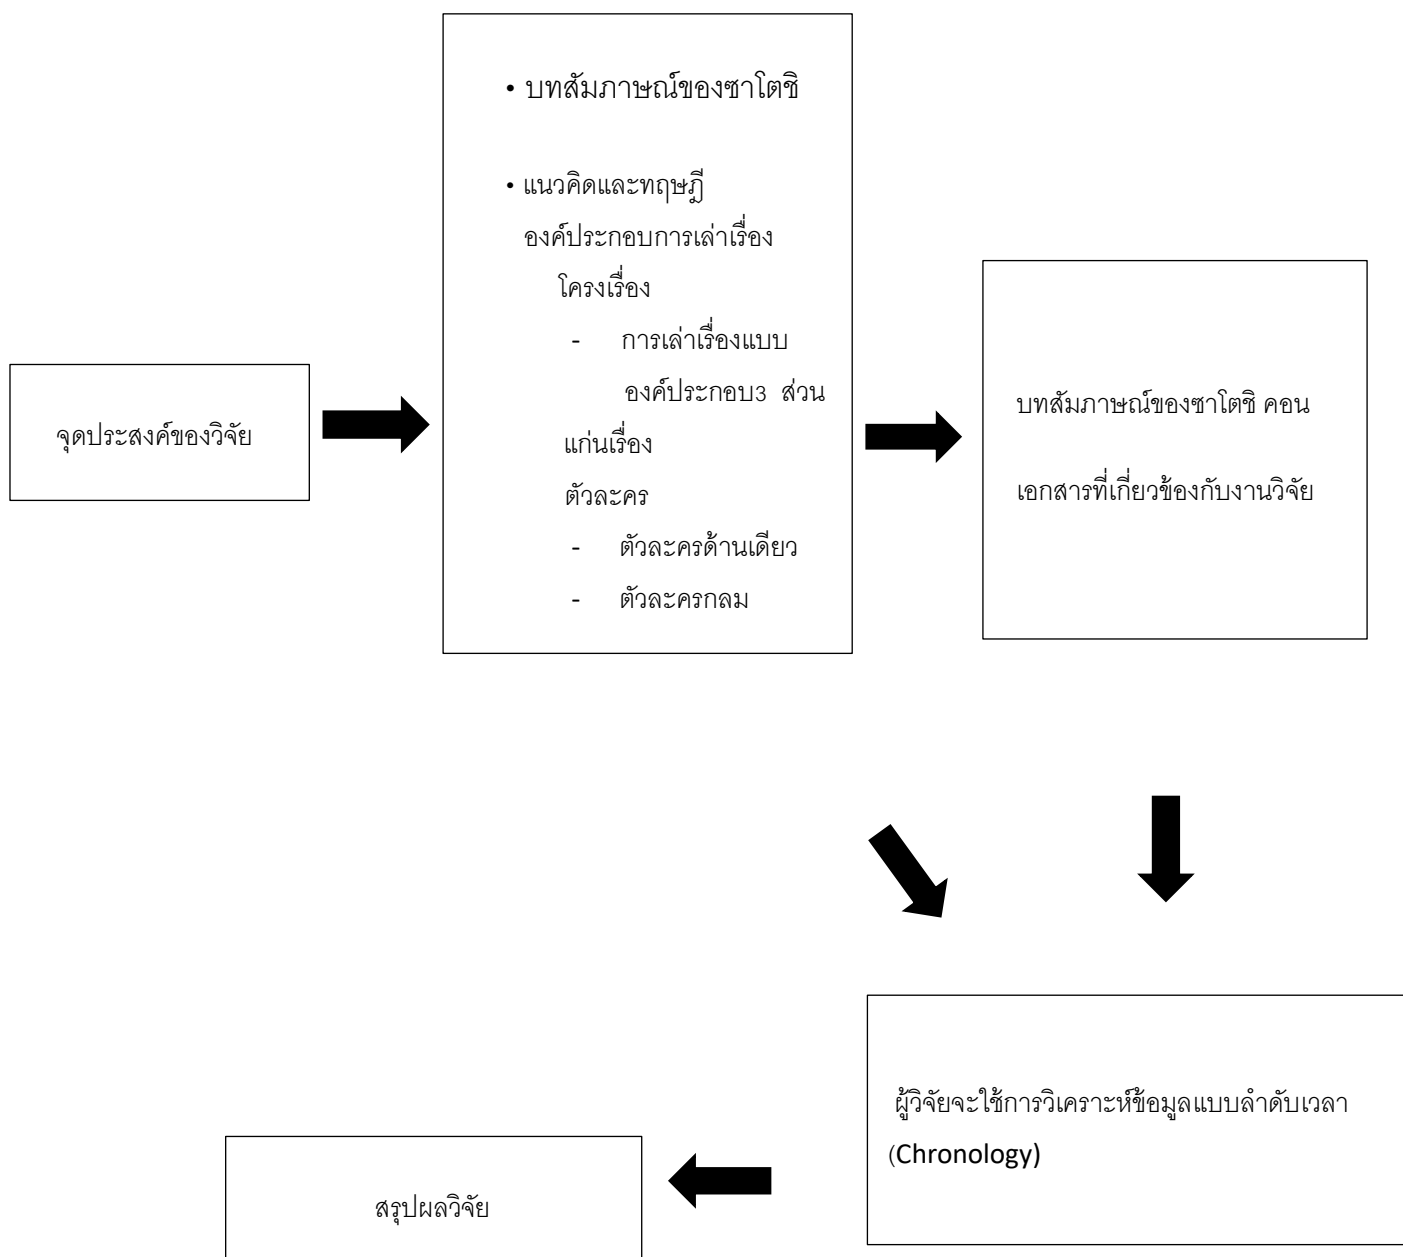 จุดประสงค์ของวิจัย
• บทสัมภาษณ์ของซาโตชิ
• แนวคิดและทฤษฎี
องค์ประกอบการเล่าเรื่อง
โครงเรื่อง
- การเล่าเรื่องแบบ
องค์ประกอบ3 ส่วน
แก่นเรื่อง
ตัวละคร
- ตัวละครด้านเดียว
- ตัวละครกลม
บทสัมภาษณ์ของซาโตชิ คอน
เอกสารที่เกี่ยวข้องกับงานวิจัย
ผู้วิจัยจะใช้การวิเคราะห์ข้อมูลแบบลำดับเวลา
(Chronology)
สรุปผลวิจัย